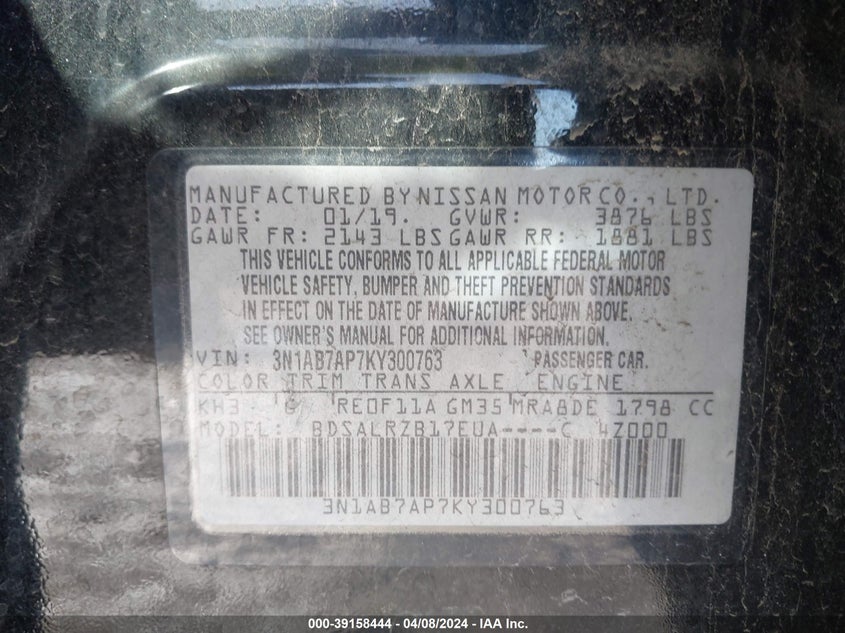 MANUFACTURED BY NISSAN MOTOR CO., LTD.
DATE: 01/19. GVWR: 3876 LBS
GAWR FR: 2143 LBS GAWR RR: 1881 LBS
THIS VEHICLE CONFORMS TO ALL APPLICABLE FEDERAL MOTOR
VEHICLE SAFETY, BUMPER AND THEFT PREVENTION STANDARDS
IN EFFECT ON THE DATE OF MANUFACTURE SHOWN ABOVE.
SEE OWNER'S MANUAL FOR ADDITIONAL INFORMATION.
VIN: 3N1AB7AP7KY300763 PASSENGER CAR.
COLOR TRIM TRANS AXLE ENGINE
KH3 G RE0F11A GM35 MRA8DE 1798 CC
MODEL: BDSALRZB17EUA----C 4Z000
3N1AB7AP7KY300763
000-39158444 - 04/08/2024 - IAA Inc.